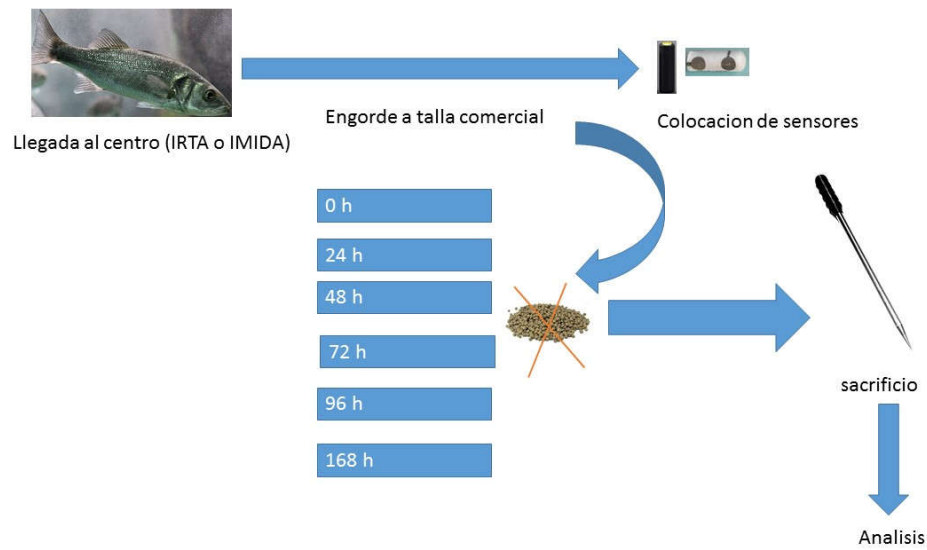 Llegada al centro (IRTA o IMIDA)
Engorde a talla comercial
Colocacion de sensores
0 h
24 h
48 h
72 h
96 h
168 h
sacrificio
Analisis